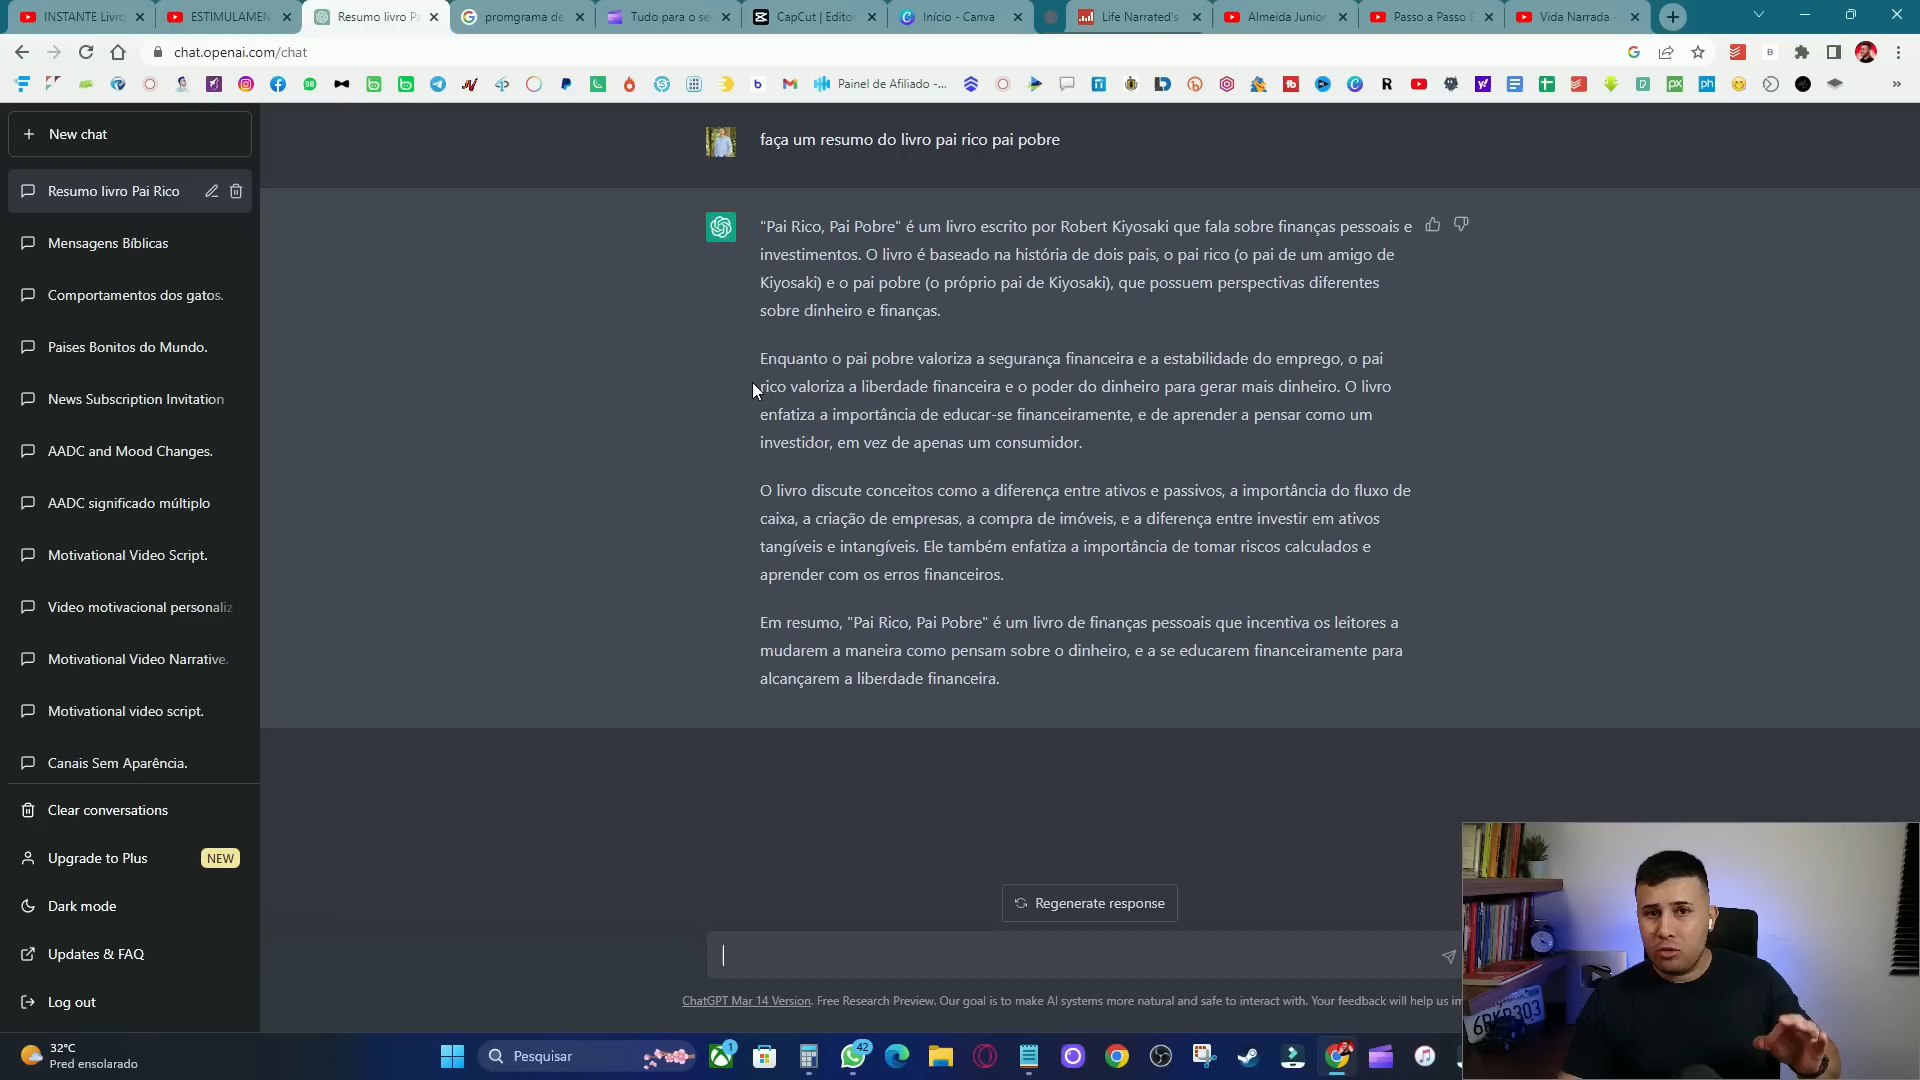 INSTANTE Livro
ESTIMULAMEN
Resumo livro Pa
promgrama de
Tudo para o se
CapCut | Editor
Início - Canva
Life Narrated's
Almeida Junior
Passo a Passo E
Vida Narrada -
chat.openai.com/chat
Painel de Afiliado -...
New chat
Resumo livro Pai Rico
Mensagens Bíblicas
Comportamentos dos gatos.
Paises Bonitos do Mundo.
News Subscription Invitation
AADC and Mood Changes.
AADC significado múltiplo
Motivational Video Script.
Video motivacional personaliz
Motivational Video Narrative.
Motivational video script.
Canais Sem Aparência.
Clear conversations
Upgrade to Plus
NEW
Dark mode
Updates & FAQ
Log out
faça um resumo do livro pai rico pai pobre
"Pai Rico, Pai Pobre" é um livro escrito por Robert Kiyosaki que fala sobre finanças pessoais e
investimentos. O livro é baseado na história de dois pais, o pai rico (o pai de um amigo de
Kiyosaki) e o pai pobre (o próprio pai de Kiyosaki), que possuem perspectivas diferentes
sobre dinheiro e finanças.
Enquanto o pai pobre valoriza a segurança financeira e a estabilidade do emprego, o pai
rico valoriza a liberdade financeira e o poder do dinheiro para gerar mais dinheiro. O livro
enfatiza a importância de educar-se financeiramente, e de aprender a pensar como um
investidor, em vez de apenas um consumidor.
O livro discute conceitos como a diferença entre ativos e passivos, a importância do fluxo de
caixa, a criação de empresas, a compra de imóveis, e a diferença entre investir em ativos
tangíveis e intangíveis. Ele também enfatiza a importância de tomar riscos calculados e
aprender com os erros financeiros.
Em resumo, "Pai Rico, Pai Pobre" é um livro de finanças pessoais que incentiva os leitores a
mudarem a maneira como pensam sobre o dinheiro, e a se educarem financeiramente para
alcançarem a liberdade financeira.
Regenerate response
ChatGPT Mar 14 Version. Free Research Preview. Our goal is to make AI systems more natural and safe to interact with. Your feedback will help us im
32°C
Pred ensolarado
Pesquisar
1
42